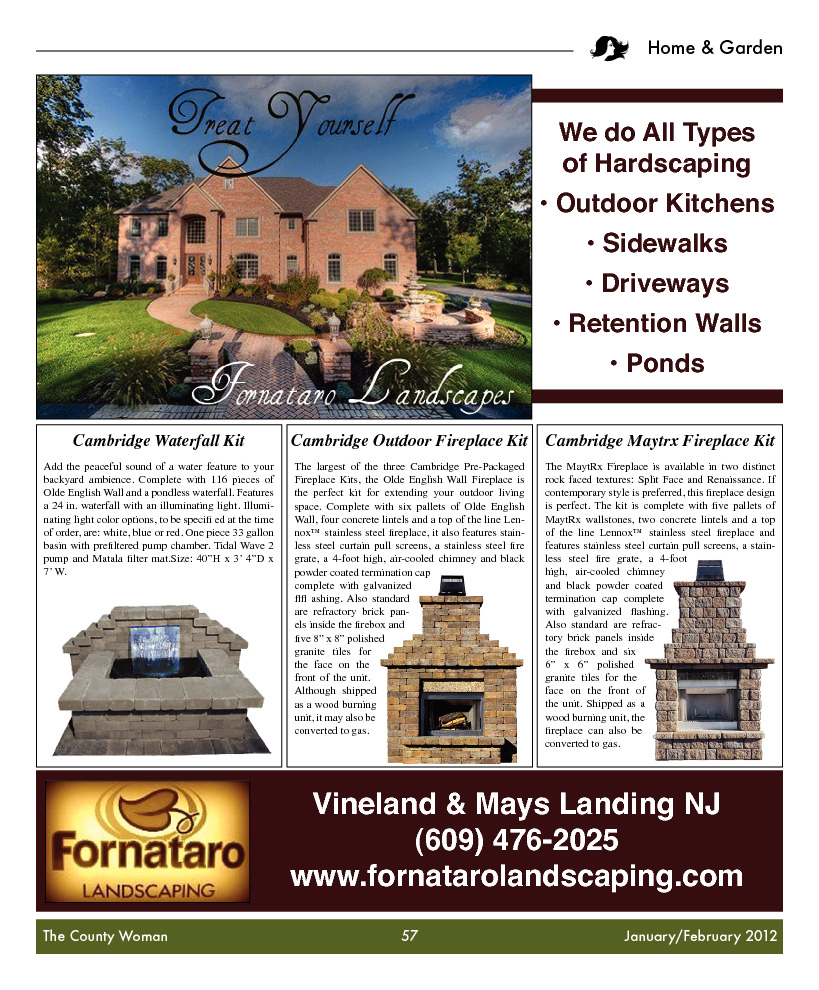 Home & Garden
Treat Yourself
Fornataro Landscapes
We do All Types
of Hardscaping
• Outdoor Kitchens
• Sidewalks
• Driveways
• Retention Walls
• Ponds
Cambridge Waterfall Kit
Add the peaceful sound of a water feature to your
backyard ambience. Complete with 116 pieces of
Olde English Wall and a pondless waterfall. Features
a 24 in. waterfall with an illuminating light. Illumi-
nating light color options, to be specifi ed at the time
of order, are: white, blue or red. One piece 33 gallon
basin with prefiltered pump chamber. Tidal Wave 2
pump and Matala filter mat.Size: 40”H x 3’ 4”D x
7’ W.
Cambridge Outdoor Fireplace Kit
The largest of the three Cambridge Pre-Packaged
Fireplace Kits, the Olde English Wall Fireplace is
the perfect kit for extending your outdoor living
space. Complete with six pallets of Olde English
Wall, four concrete lintels and a top of the line Len-
nox™ stainless steel fireplace, it also features stain-
less steel curtain pull screens, a stainless steel fire
grate, a 4-foot high, air-cooled chimney and black
powder coated termination cap
complete with galvanized
flfl ashing. Also standard
are refractory brick pan-
els inside the firebox and
five 8” x 8” polished
granite tiles for
the face on the
front of the unit.
Although shipped
as a wood burning
unit, it may also be
converted to gas.
Cambridge Maytrx Fireplace Kit
The MaytRx Fireplace is available in two distinct
rock faced textures: Split Face and Renaissance. If
contemporary style is preferred, this fireplace design
is perfect. The kit is complete with five pallets of
MaytRx wallstones, two concrete lintels and a top
of the line Lennox™ stainless steel fireplace and
features stainless steel curtain pull screens, a stain-
less steel fire grate, a 4-foot
high, air-cooled chimney
and black powder coated
termination cap complete
with galvanized flashing.
Also standard are refrac-
tory brick panels inside
the firebox and six
6” x 6” polished
granite tiles for the
face on the front of
the unit. Shipped as a
wood burning unit, the
fireplace can also be
converted to gas.
Fornataro
LANDSCAPING
Vineland & Mays Landing NJ
(609) 476-2025
www.fornatarolandscaping.com
The County Woman
57
January/February 2012